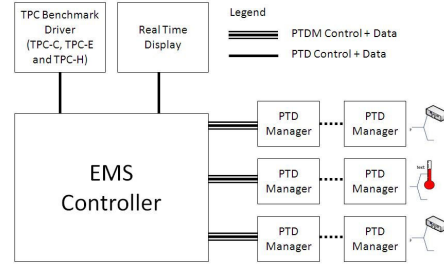 TPC Benchmark
Driver
(TPC-C, TPC-E
and TPC-H)
Real Time
Display
Legend
PTDM Control + Data
PTD Control + Data
EMS
Controller
PTD
Manager
PTD
Manager
PTD
Manager
PTD
Manager
PTD
Manager
PTD
Manager